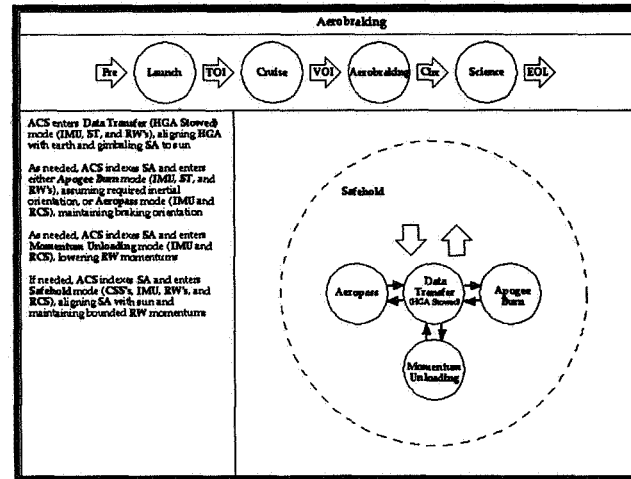 Aerobraking
Pre Launch TOI Cruise VOI Aerobraking Circ Science EOL
ACS enters Data Transfer (HGA Stowed)
mode (IMU, ST, and RW's), aligning HGA
with earth and gimbaling SA to sun
As needed, ACS indexes SA and enters
either Apogee Burn mode (IMU, ST, and
RW's), assuming required inertial
orientation, or Aeropass mode (IMU and
RCS), maintaining braking orientation
As needed, ACS indexes SA and enters
Momentum Unloading mode (IMU and
RCS), lowering RW momentums
If needed, ACS indexes SA and enters
Safehold mode (CSS's, IMU, RW's, and
RCS), aligning SA with sun and
maintaining bounded RW momentums
Safehold
Aeropass
Data
Transfer
(HGA Stowed)
Apogee
Burn
Momentum
Unloading